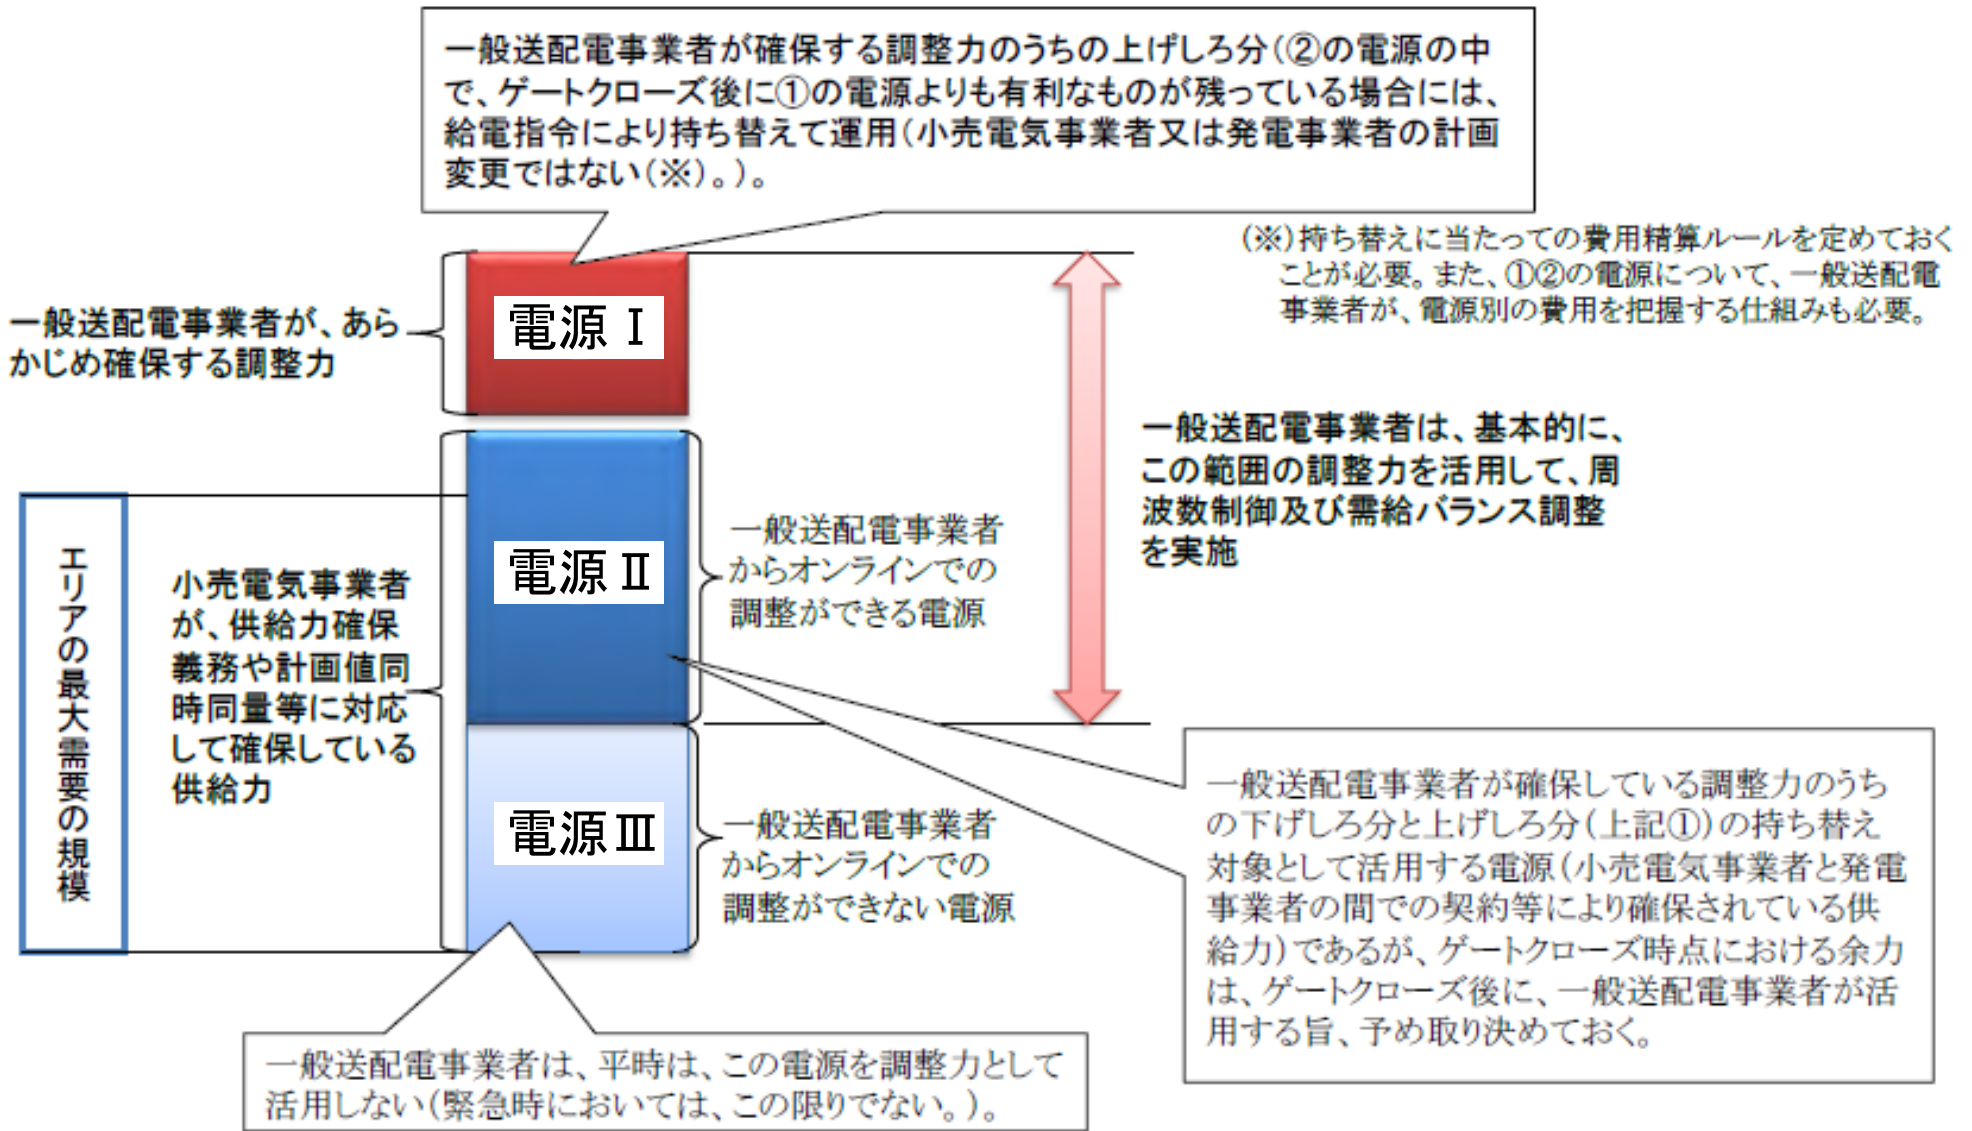 一般送配電事業者が確保する調整力のうちの上げしろ分(②の電源の中
で、ゲートクローズ後に①の電源よりも有利なものが残っている場合には、
給電指令により持ち替えて運用(小売電気事業者又は発電事業者の計画
変更ではない(※)。)。
(※)持ち替えに当たっての費用精算ルールを定めておく
ことが必要。また、①②の電源について、一般送配電
事業者が、電源別の費用を把握する仕組みも必要。
一般送配電事業者が、あら
かじめ確保する調整力
電源Ⅰ
一般送配電事業者は、基本的に、
この範囲の調整力を活用して、周
波数制御及び需給バランス調整
を実施
エリアの最大需要の規模
小売電気事業者
が、供給力確保
義務や計画値同
時同量等に対応
して確保している
供給力
電源Ⅱ
一般送配電事業者
からオンラインでの
調整ができる電源
電源Ⅲ
一般送配電事業者
からオンラインでの
調整ができない電源
一般送配電事業者が確保している調整力のうち
の下げしろ分と上げしろ分(上記①)の持ち替え
対象として活用する電源(小売電気事業者と発電
事業者の間での契約等により確保されている供
給力)であるが、ゲートクローズ時点における余力
は、ゲートクローズ後に、一般送配電事業者が活
用する旨、予め取り決めておく。
一般送配電事業者は、平時は、この電源を調整力として
活用しない(緊急時においては、この限りでない。)。